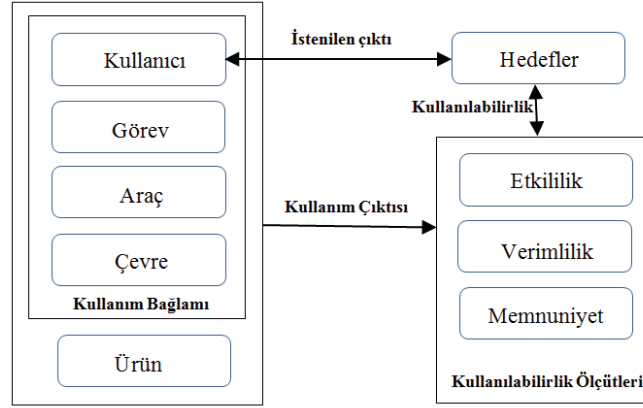 Kullanıcı
Görev
Araç
Çevre
Kullanım Bağlamı
Ürün
İstenilen çıktı
Kullanım Çıktısı
Hedefler
Kullanılabilirlik
Etkililik
Verimlilik
Memnuniyet
Kullanılabilirlik Ölçütleri